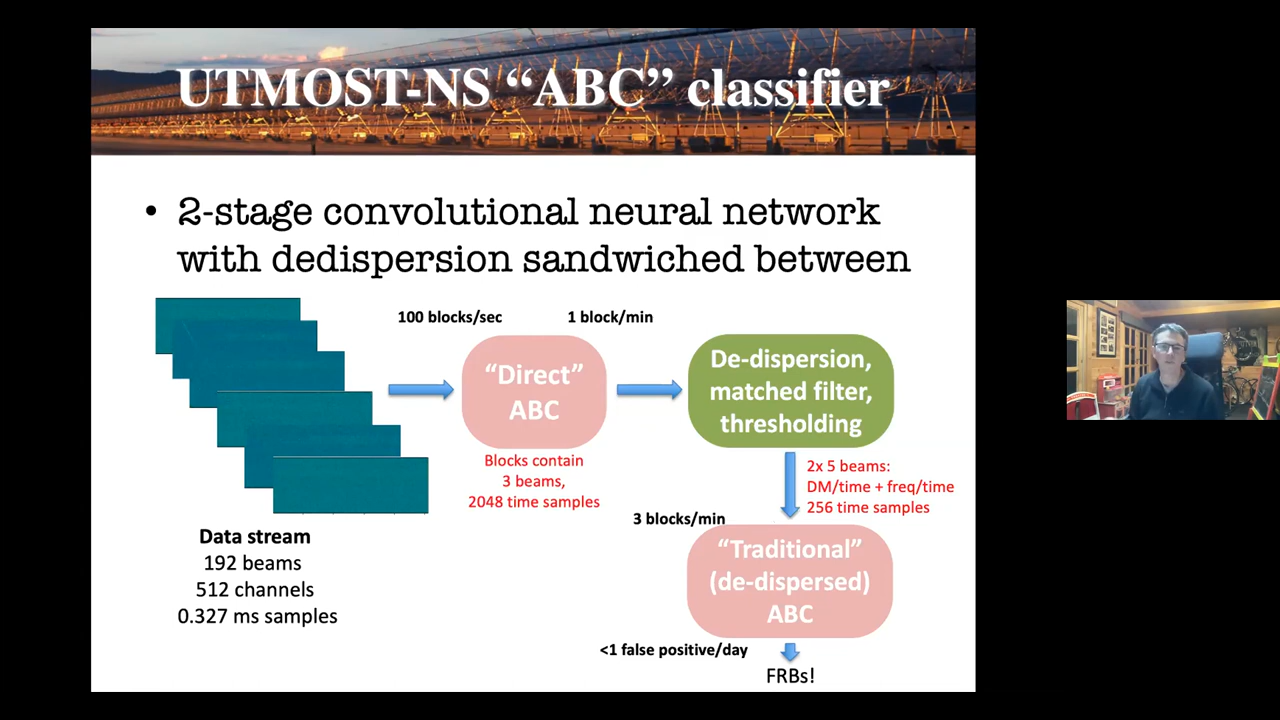 UTMOST-NS “ABC” classifier
• 2-stage convolutional neural network
with dedispersion sandwiched between
100 blocks/sec
1 block/min
“Direct”
ABC
De-dispersion,
matched filter,
thresholding
Blocks contain
3 beams,
2048 time samples
2x 5 beams:
DM/time + freq/time
256 time samples
Data stream
192 beams
512 channels
0.327 ms samples
3 blocks/min
“Traditional”
(de-dispersed)
ABC
<1 false positive/day
FRBs!